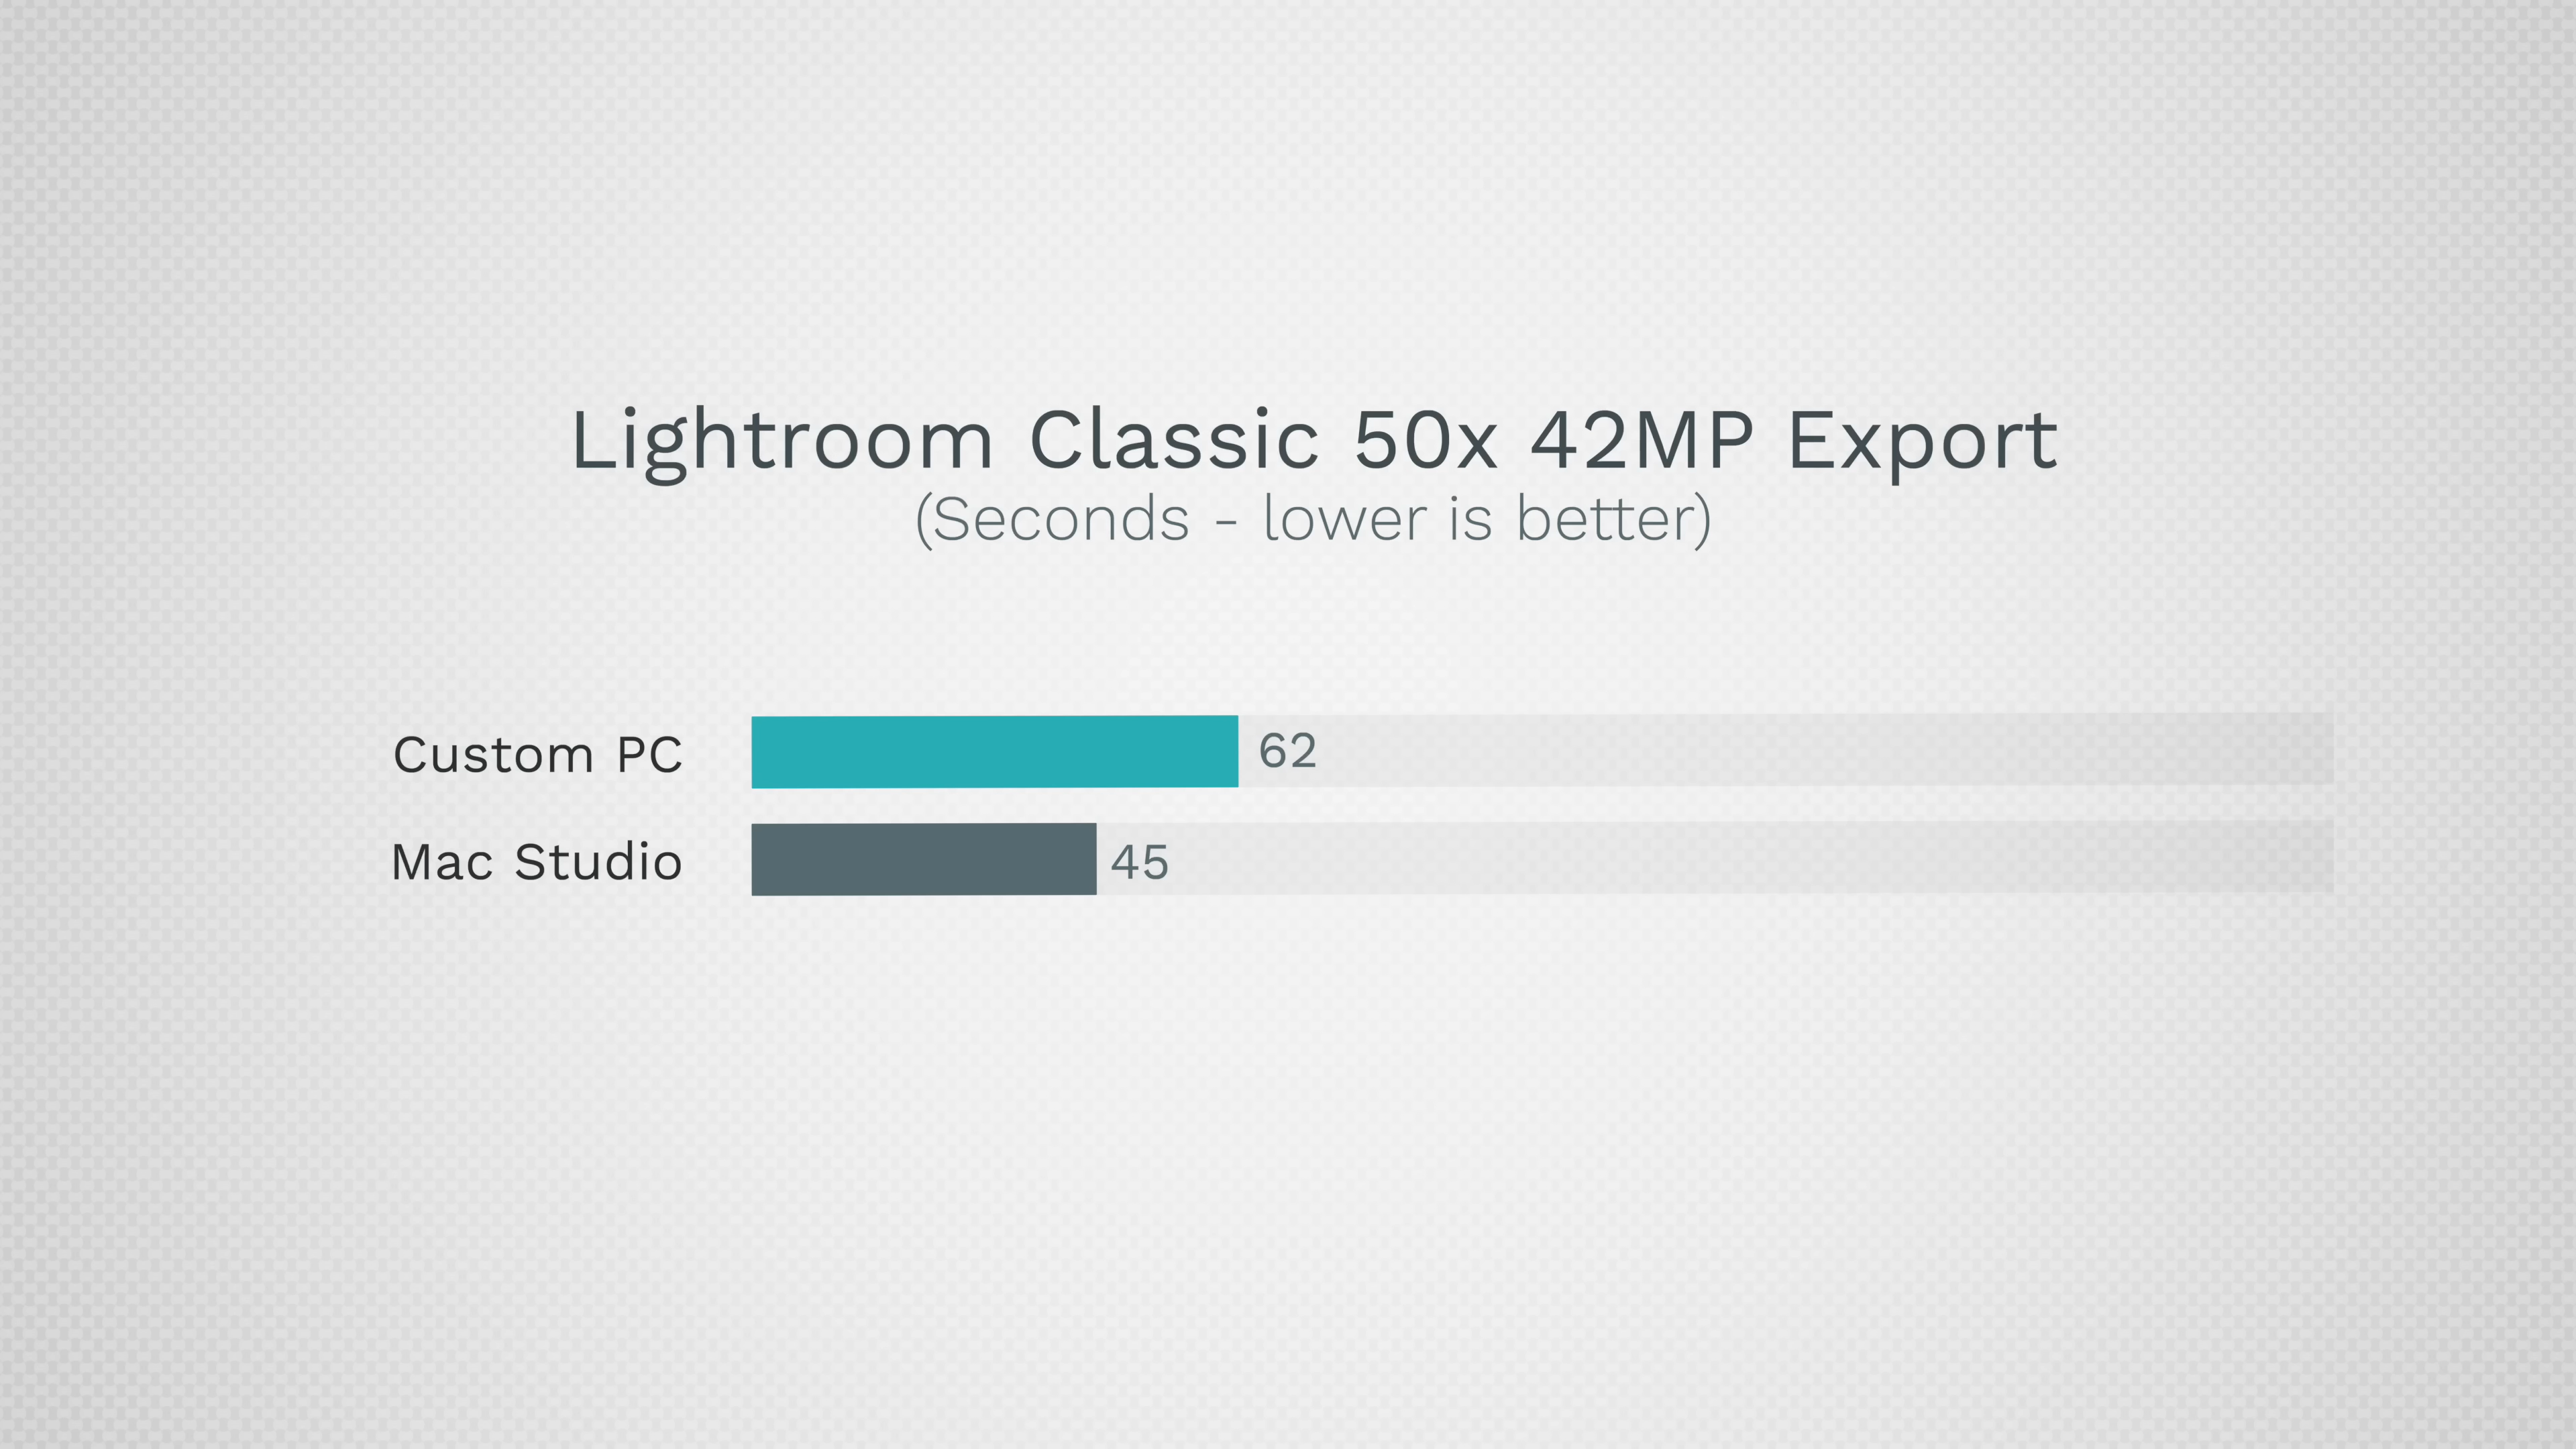 Lightroom Classic 50x 42MP Export
(Seconds - lower is better)
Custom PC 62
Mac Studio 45